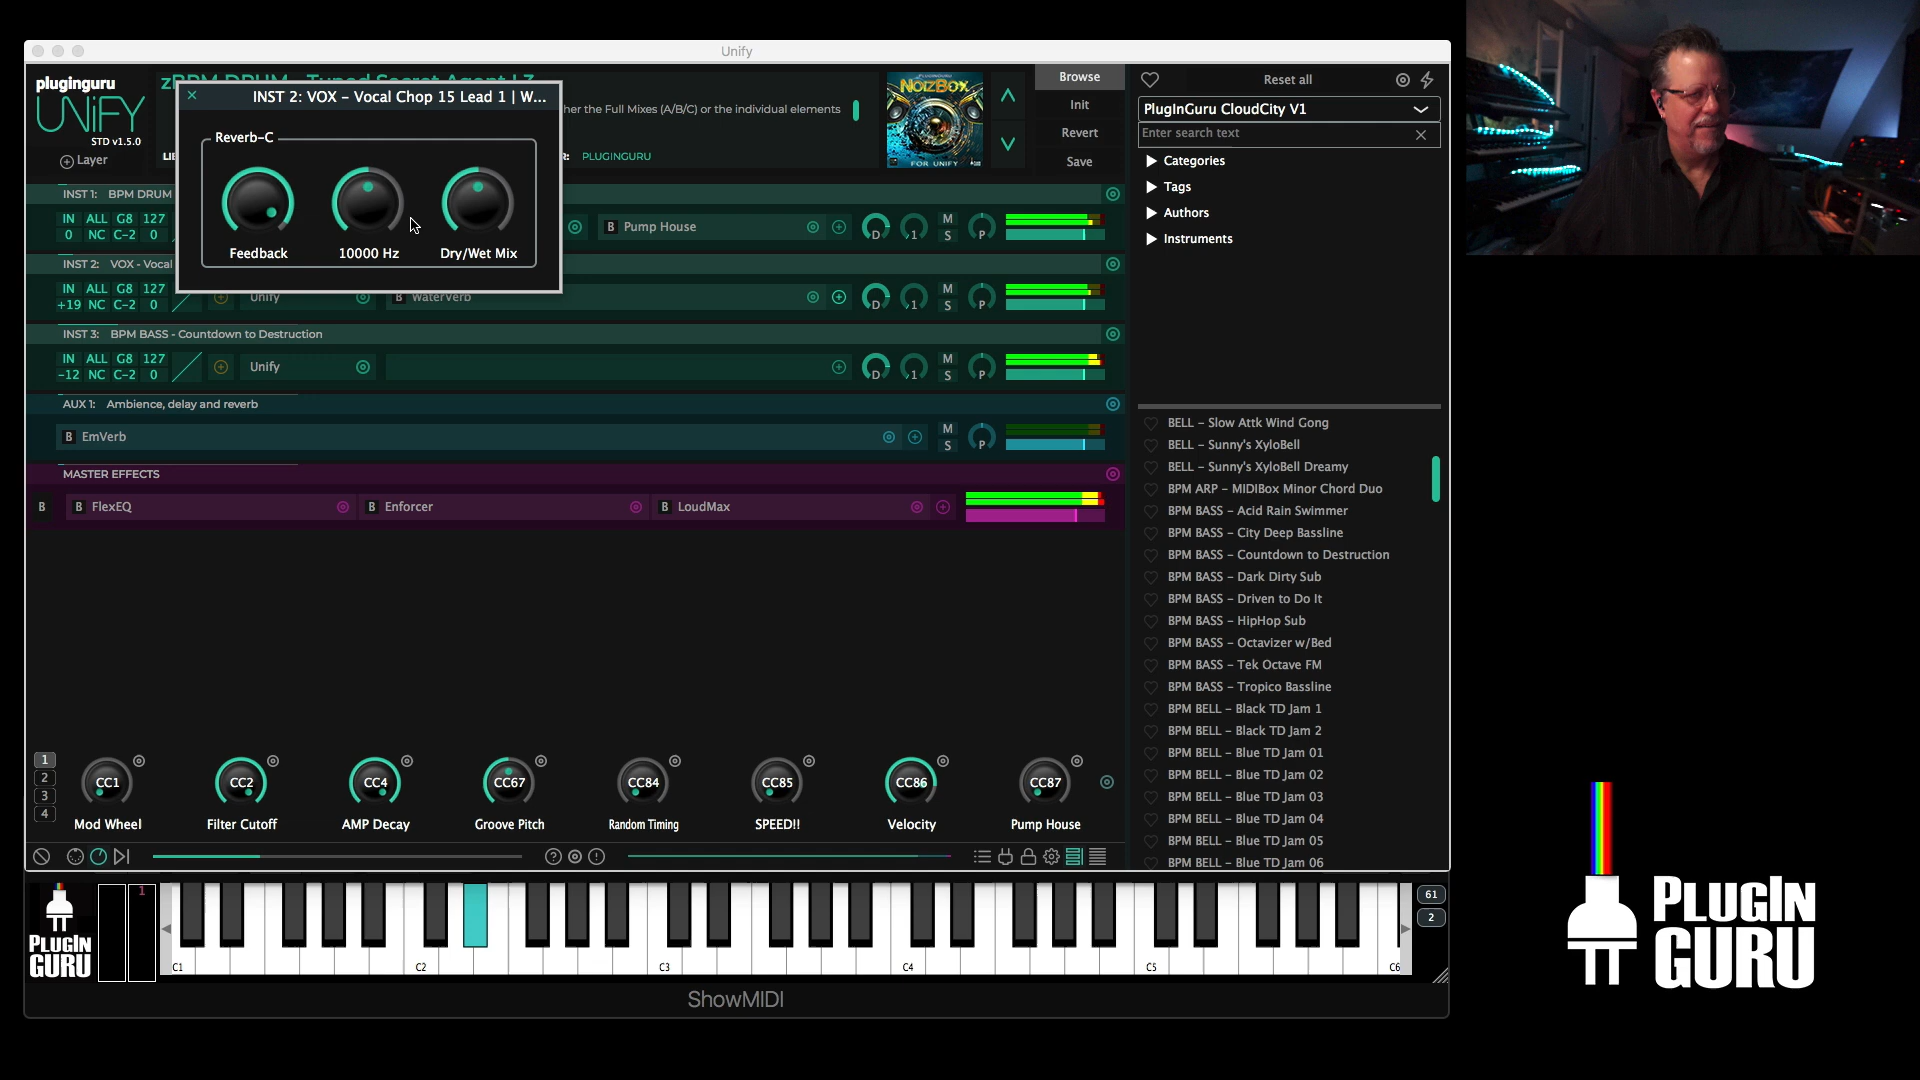 Unify
pluginguru
UNiFY
STD v1.5.0
Layer
INST 2: VOX – Vocal Chop 15 Lead 1 | W...
Reverb-C
Feedback
10000 Hz
Dry/Wet Mix
her the Full Mixes (A/B/C) or the individual elements
PLUGINGURU
NOIZBOX
FOR UNIFY
Browse
Init
Revert
Save
Reset all
PlugInGuru CloudCity V1
Enter search text
Categories
Tags
Authors
Instruments
INST 1: BPM DRUM
IN ALL G8 127
0 NC C-2 0
B Pump House
D 1 M S P
INST 2: VOX - Vocal
IN ALL G8 127
+19 NC C-2 0
Unify
B WaterVerb
D 1 M S P
INST 3: BPM BASS - Countdown to Destruction
IN ALL G8 127
-12 NC C-2 0
Unify
D 1 M S P
AUX 1: Ambience, delay and reverb
B EmVerb
M S P
MASTER EFFECTS
B B FlexEQ B Enforcer B LoudMax
BELL – Slow Attk Wind Gong
BELL – Sunny's XyloBell
BELL – Sunny's XyloBell Dreamy
BPM ARP – MIDIBox Minor Chord Duo
BPM BASS – Acid Rain Swimmer
BPM BASS – City Deep Bassline
BPM BASS – Countdown to Destruction
BPM BASS – Dark Dirty Sub
BPM BASS – Driven to Do It
BPM BASS – HipHop Sub
BPM BASS – Octavizer w/Bed
BPM BASS – Tek Octave FM
BPM BASS – Tropico Bassline
BPM BELL – Black TD Jam 1
BPM BELL – Black TD Jam 2
BPM BELL – Blue TD Jam 01
BPM BELL – Blue TD Jam 02
BPM BELL – Blue TD Jam 03
BPM BELL – Blue TD Jam 04
BPM BELL – Blue TD Jam 05
BPM BELL – Blue TD Jam 06
1
2
3
4
CC1 CC2 CC4 CC67 CC84 CC85 CC86 CC87
Mod Wheel Filter Cutoff AMP Decay Groove Pitch Random Timing SPEED!! Velocity Pump House
1
61
2
PLUGIN
GURU
C1 C2 C3 C4 C5 C6
ShowMIDI
PLUGIN
GURU